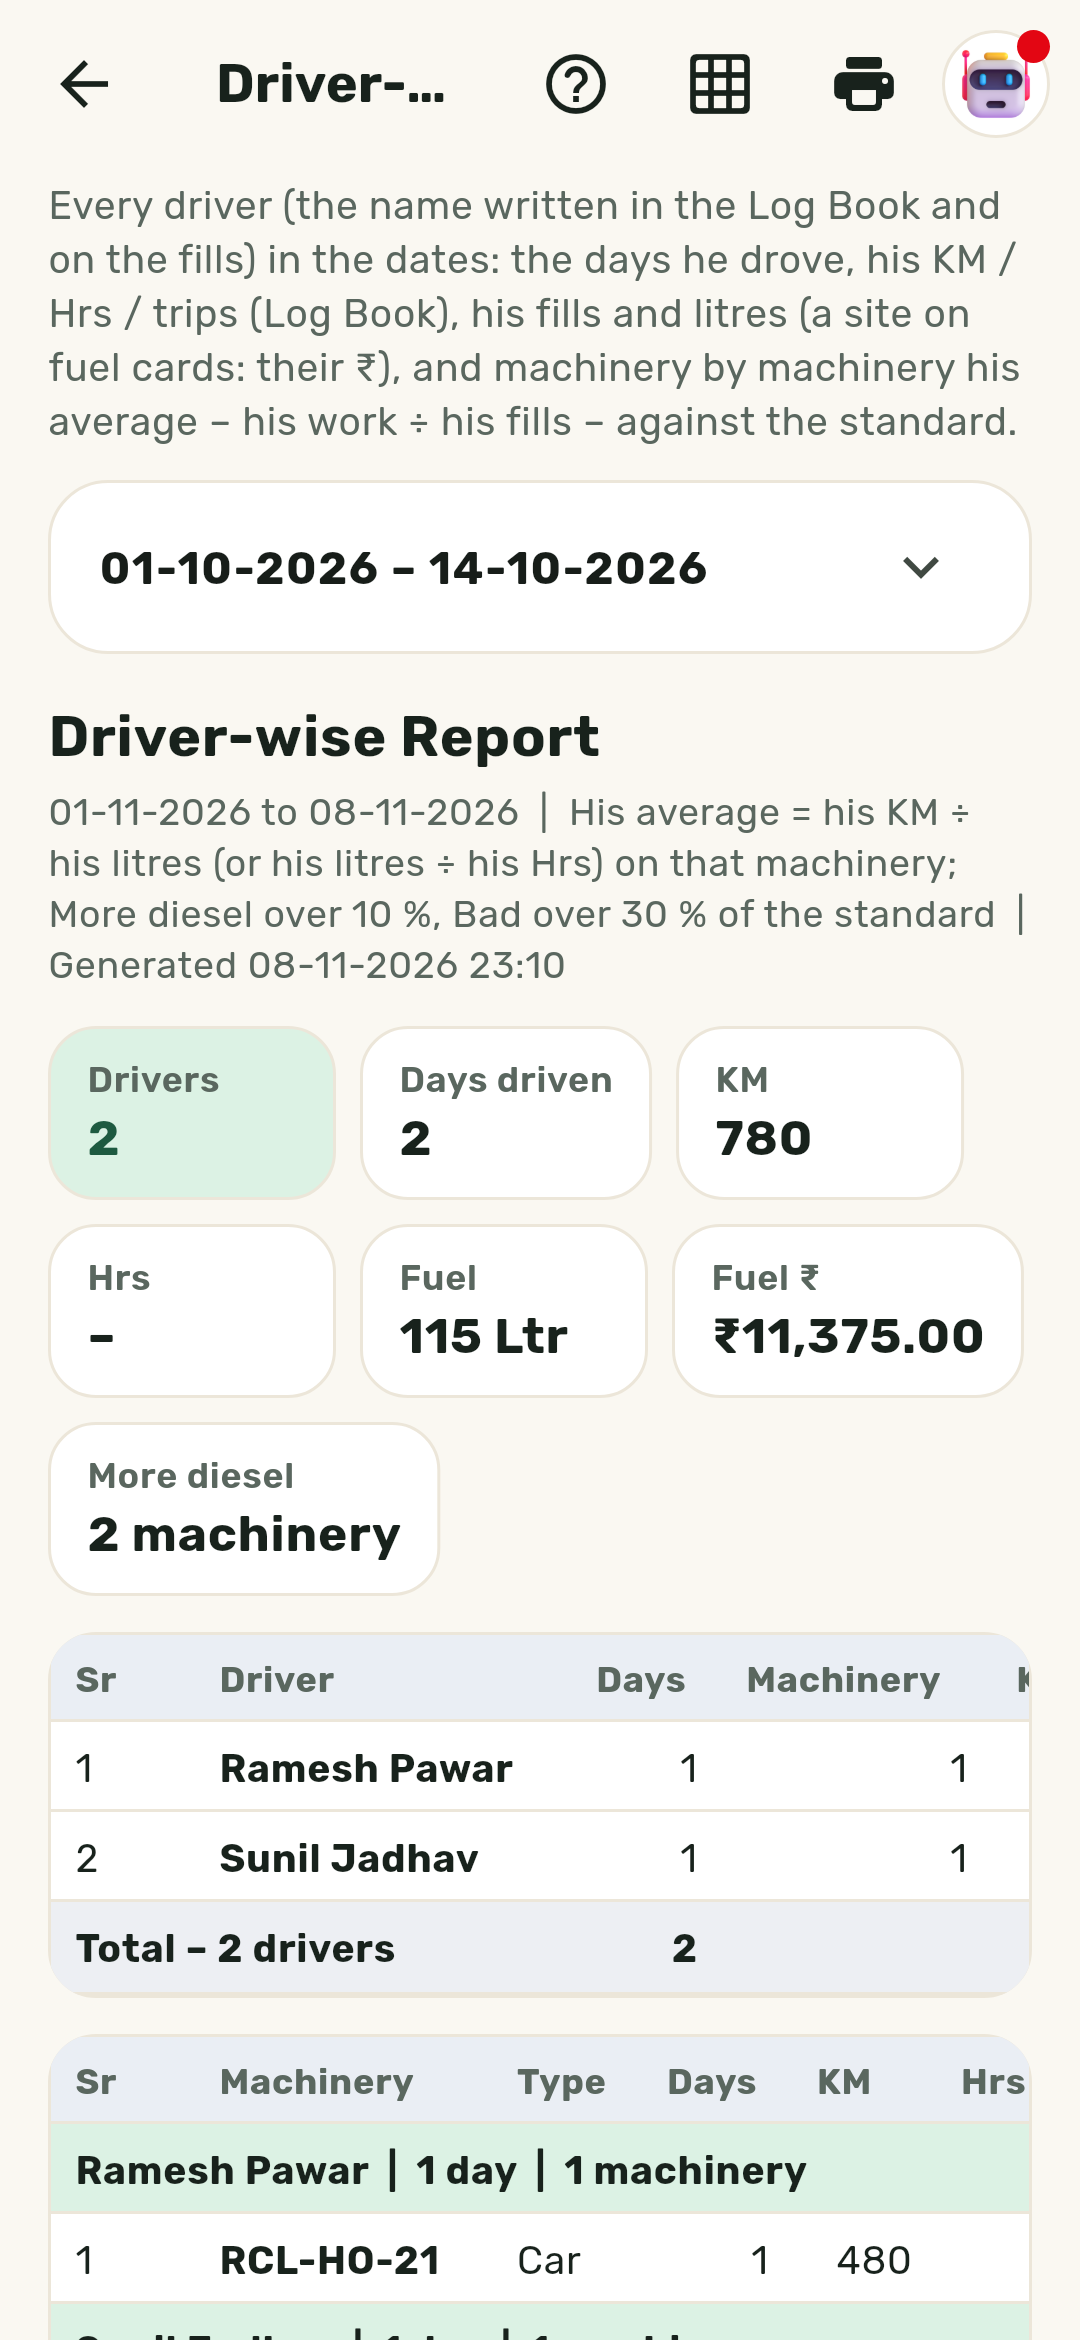 Driver-...
Every driver (the name written in the Log Book and
on the fills) in the dates: the days he drove, his KM /
Hrs / trips (Log Book), his fills and litres (a site on
fuel cards: their ₹), and machinery by machinery his
average – his work ÷ his fills – against the standard.
01-10-2026 – 14-10-2026
Driver-wise Report
01-11-2026 to 08-11-2026 | His average = his KM ÷
his litres (or his litres ÷ his Hrs) on that machinery;
More diesel over 10 %, Bad over 30 % of the standard |
Generated 08-11-2026 23:10
Drivers Days driven KM
2 2 780
Hrs Fuel Fuel ₹
– 115 Ltr ₹11,375.00
More diesel
2 machinery
Sr Driver Days Machinery
1 Ramesh Pawar 1 1
2 Sunil Jadhav 1 1
Total – 2 drivers 2
Sr Machinery Type Days KM Hrs
Ramesh Pawar | 1 day | 1 machinery
1 RCL-HO-21 Car 1 480